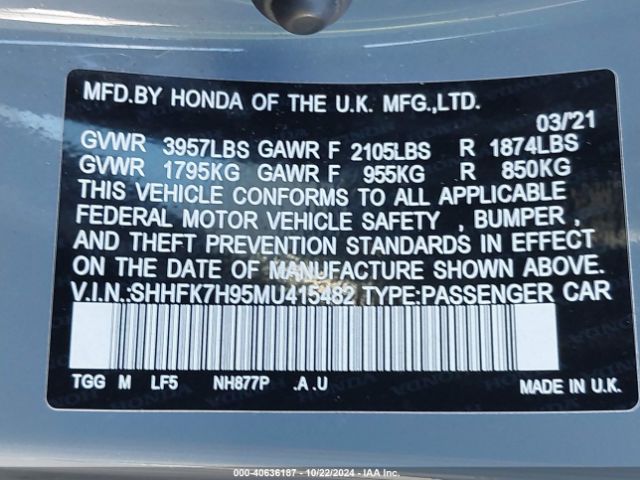 MFD.BY HONDA OF THE U.K. MFG.,LTD.
03/'21
GVWR 3957LBS GAWR F 2105LBS R 1874LBS
GVWR 1795KG GAWR F 955KG R 850KG
THIS VEHICLE CONFORMS TO ALL APPLICABLE
FEDERAL MOTOR VEHICLE SAFETY , BUMPER ,
AND THEFT PREVENTION STANDARDS IN EFFECT
ON THE DATE OF MANUFACTURE SHOWN ABOVE.
V.I.N.:SHHFK7H95MU415482 TYPE:PASSENGER CAR
TGG M LF5 NH877P .A .U MADE IN U.K.
000-40636187 - 10/22/2024 - IAA Inc.